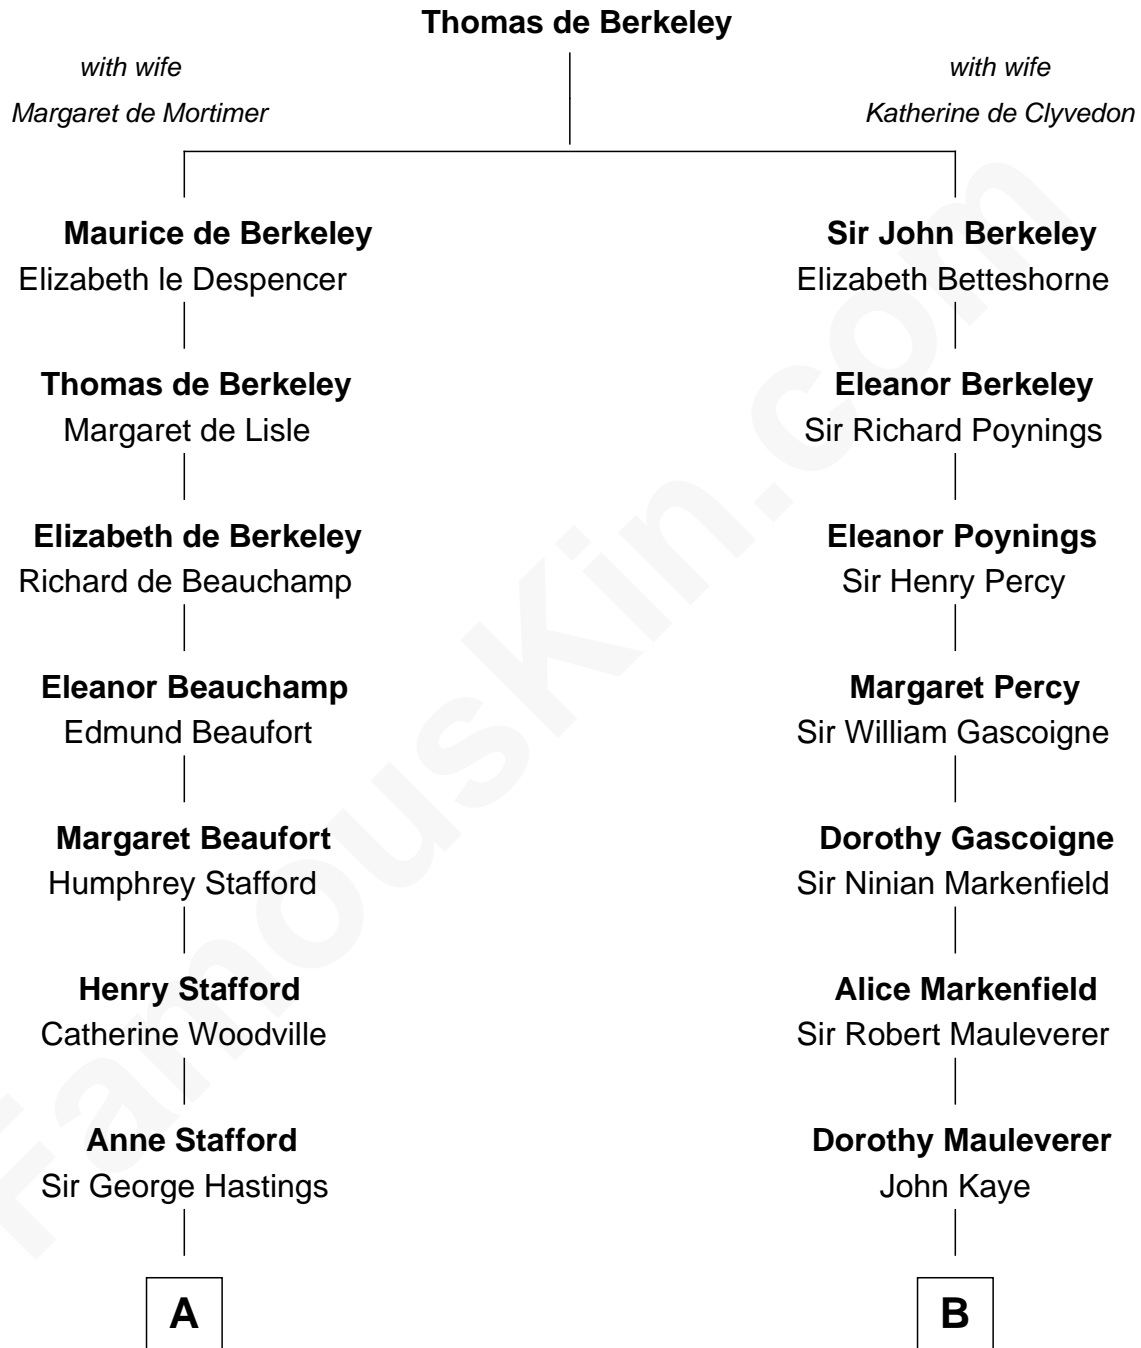 Thomas de Berkeley
with wife
Margaret de Mortimer
with wife
Katherine de Clyvedon
Maurice de Berkeley
Elizabeth le Despencer
Sir John Berkeley
Elizabeth Betteshorne
Thomas de Berkeley
Margaret de Lisle
Eleanor Berkeley
Sir Richard Poynings
Elizabeth de Berkeley
Richard de Beauchamp
Eleanor Poynings
Sir Henry Percy
Eleanor Beauchamp
Edmund Beaufort
Margaret Percy
Sir William Gascoigne
Margaret Beaufort
Humphrey Stafford
Dorothy Gascoigne
Sir Ninian Markenfield
Henry Stafford
Catherine Woodville
Alice Markenfield
Sir Robert Mauleverer
Anne Stafford
Sir George Hastings
Dorothy Mauleverer
John Kaye
A
B
FamousKin.com